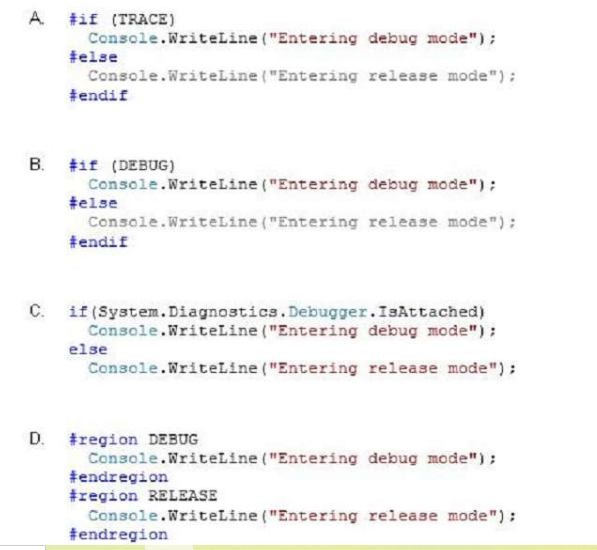 A. #if (TRACE)
Console.WriteLine("Entering debug mode");
#else
Console.WriteLine("Entering release mode");
#endif
B. #if (DEBUG)
Console.WriteLine("Entering debug mode");
#else
Console.WriteLine("Entering release mode");
#endif
C. if(System.Diagnostics.Debugger.IsAttached)
Console.WriteLine("Entering debug mode");
else
Console.WriteLine("Entering release mode");
D. #region DEBUG
Console.WriteLine("Entering debug mode");
#endregion
#region RELEASE
Console.WriteLine("Entering release mode");
#endregion